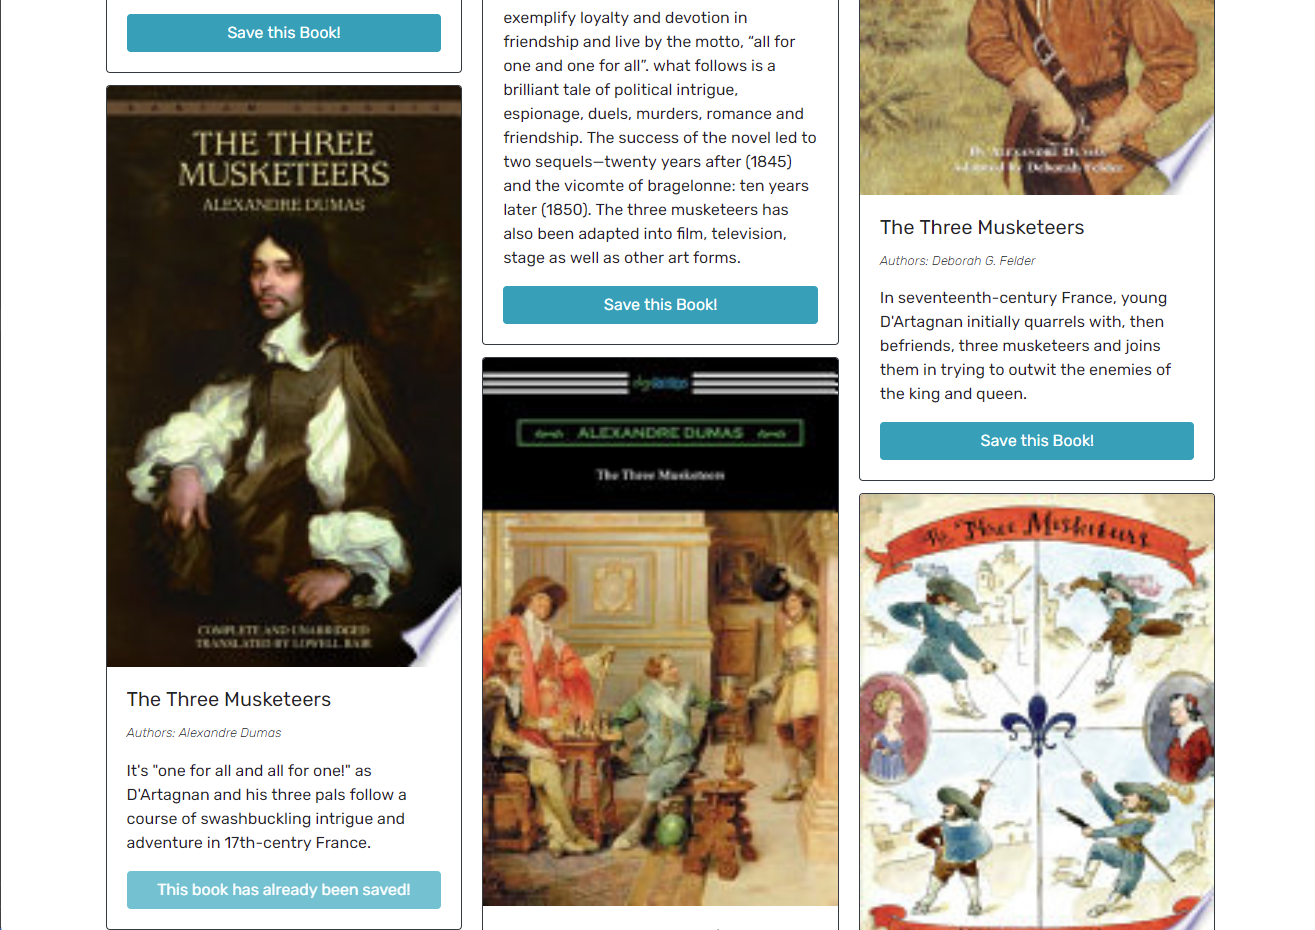 Save this Book!
BANTAM CLASSICS
THE THREE
MUSKETEERS
ALEXANDRE DUMAS
COMPLETE AND UNABRIDGED
TRANSLATED BY LOWELL BAIR
The Three Musketeers
Authors: Alexandre Dumas
It's "one for all and all for one!" as
D'Artagnan and his three pals follow a
course of swashbuckling intrigue and
adventure in 17th-centry France.
This book has already been saved!
exemplify loyalty and devotion in
friendship and live by the motto, “all for
one and one for all”. what follows is a
brilliant tale of political intrigue,
espionage, duels, murders, romance and
friendship. The success of the novel led to
two sequels—twenty years after (1845)
and the vicomte of bragelonne: ten years
later (1850). The three musketeers has
also been adapted into film, television,
stage as well as other art forms.
Save this Book!
ALEXANDRE DUMAS
The Three Musketeers
By Alexandre Dumas
adapted by Deborah Felder
The Three Musketeers
Authors: Deborah G. Felder
In seventeenth-century France, young
D'Artagnan initially quarrels with, then
befriends, three musketeers and joins
them in trying to outwit the enemies of
the king and queen.
Save this Book!
The Three Musketeers